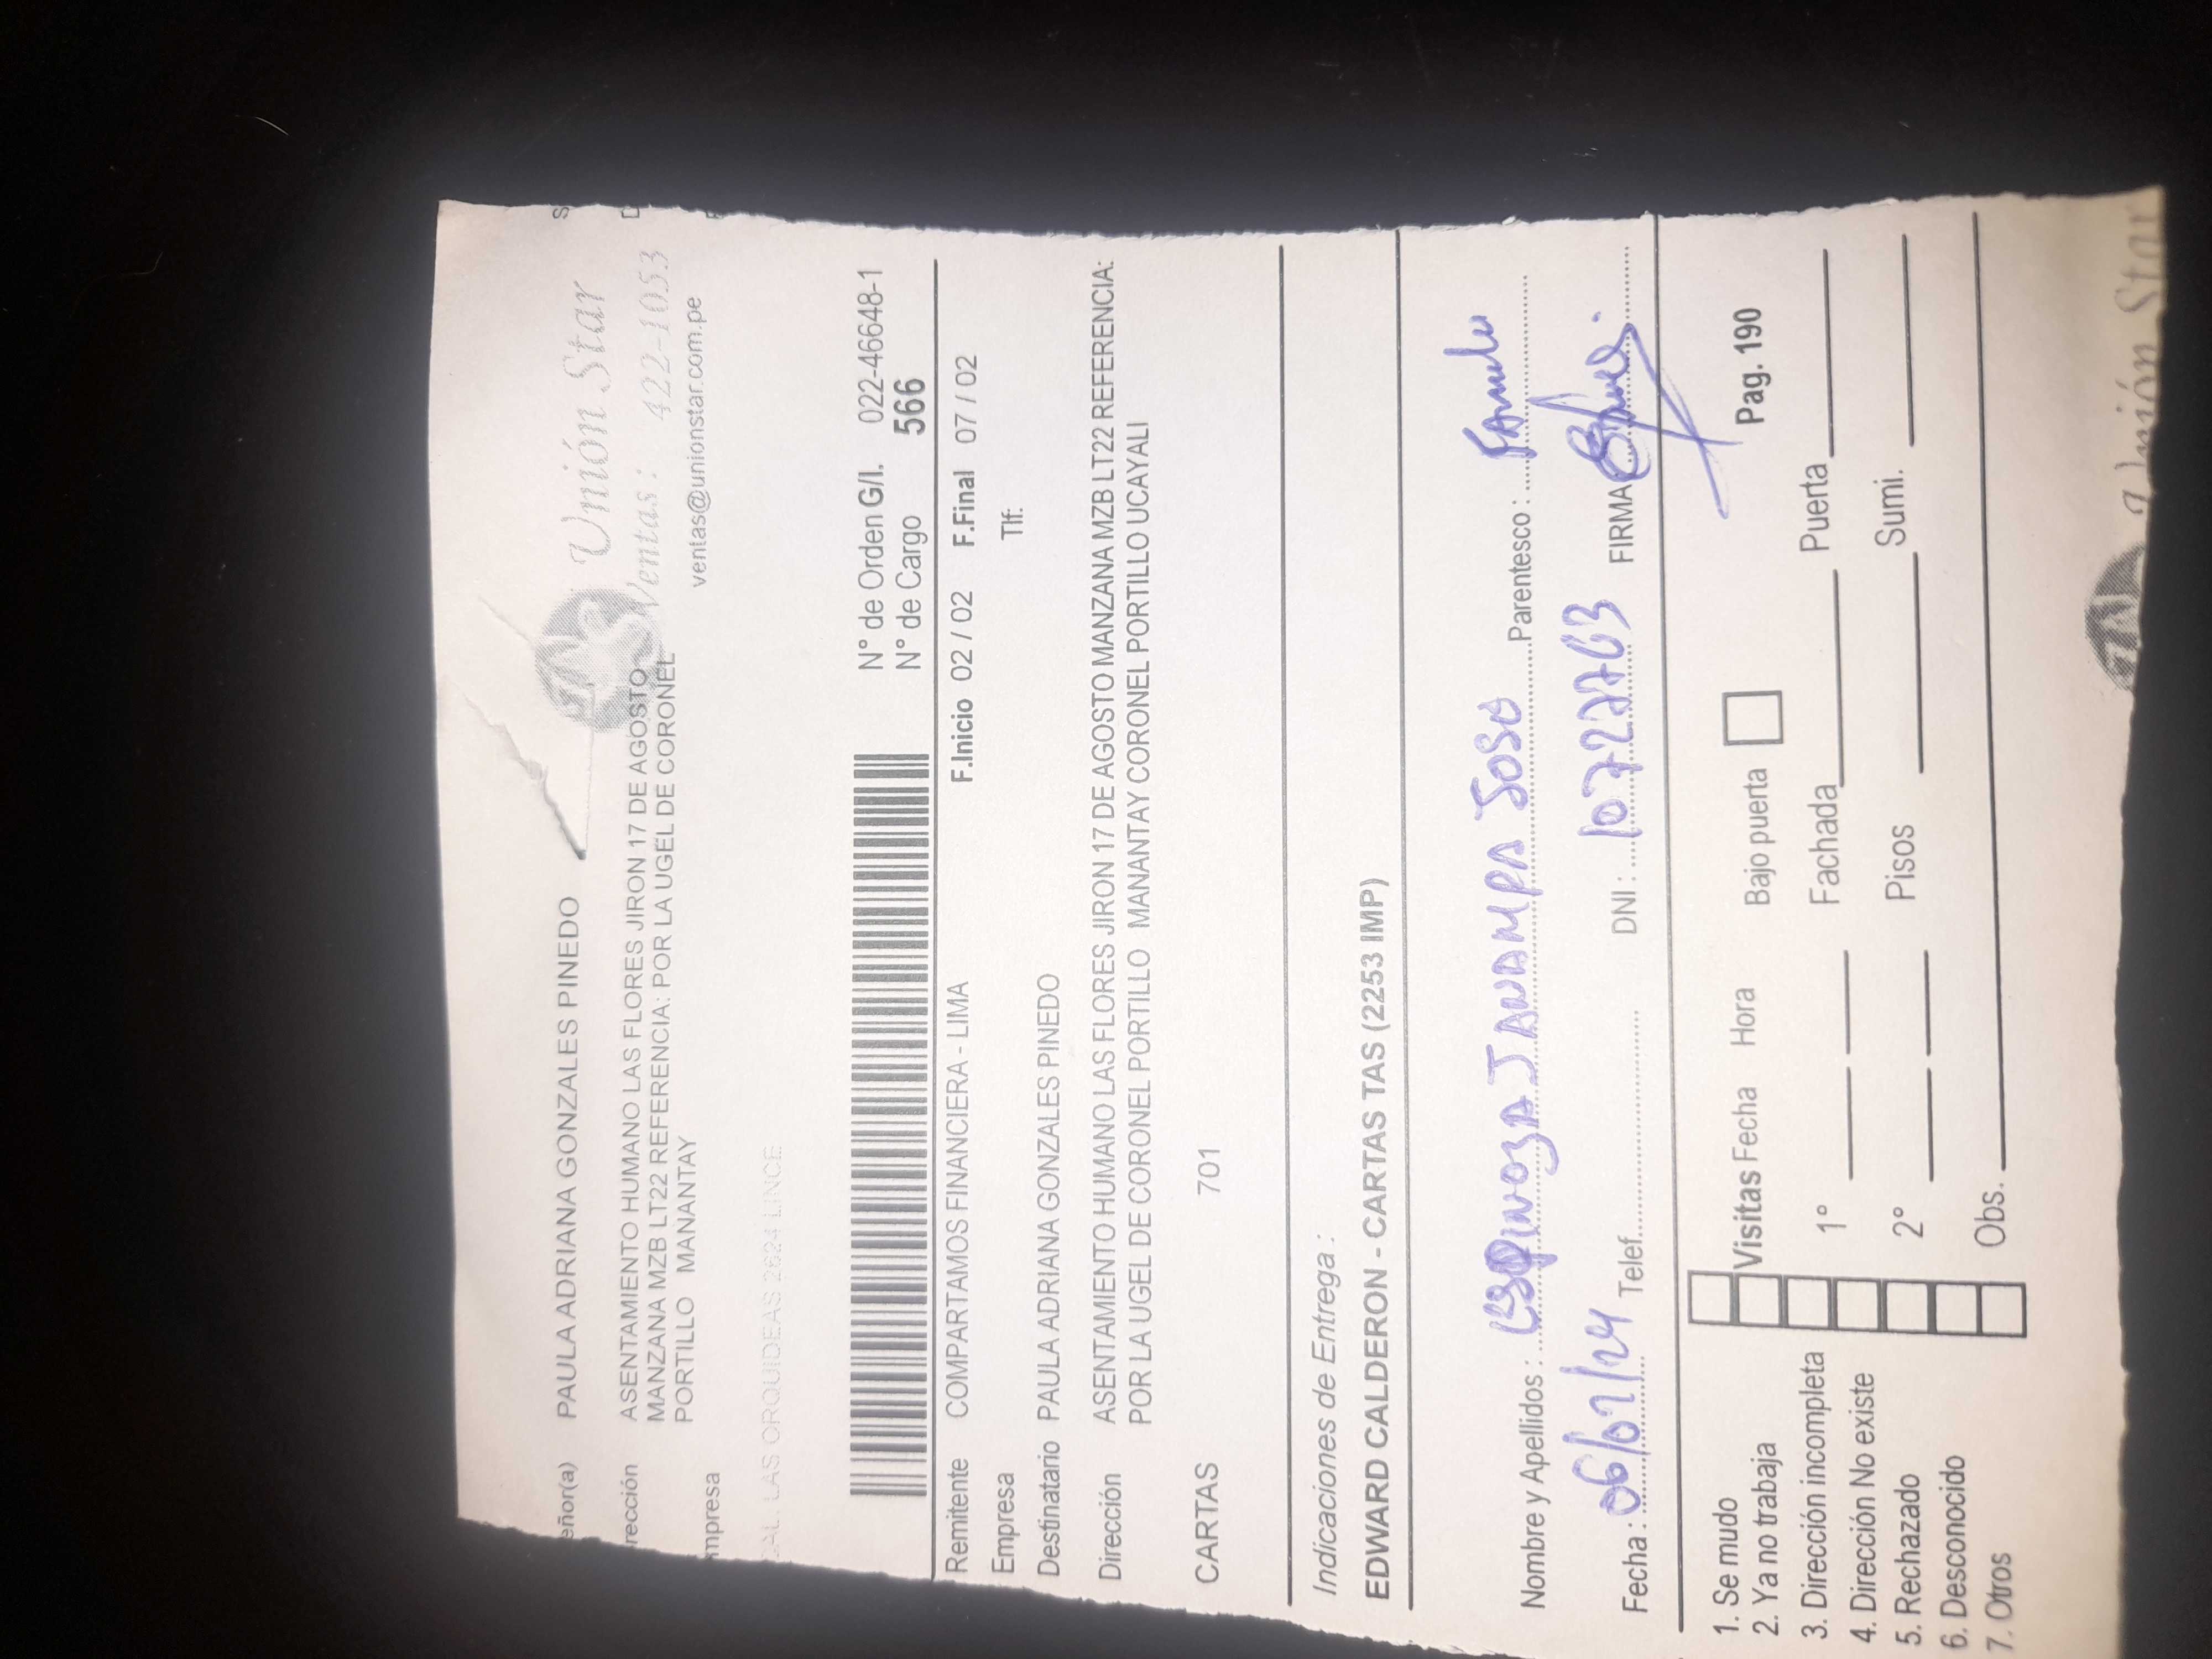 Señor(a) PAULA ADRIANA GONZALES PINEDO
Unión Star
Dirección ASENTAMIENTO HUMANO LAS FLORES JIRON 17 DE AGOSTO
MANZANA MZB LT22 REFERENCIA: POR LA UGEL DE CORONEL
PORTILLO MANANTAY
Ventas : 422-1053
ventas@unionstar.com.pe
mpresa
CAL. LAS ORQUIDEAS 2624 LINCE
N° de Orden G/I. 022-46648-1
N° de Cargo 566
Remitente COMPARTAMOS FINANCIERA - LIMA F.Inicio 02 / 02 F.Final 07 / 02
Empresa Tlf:
Destinatario PAULA ADRIANA GONZALES PINEDO
Dirección ASENTAMIENTO HUMANO LAS FLORES JIRON 17 DE AGOSTO MANZANA MZB LT22 REFERENCIA:
POR LA UGEL DE CORONEL PORTILLO MANANTAY CORONEL PORTILLO UCAYALI
CARTAS 701
Indicaciones de Entrega :
EDWARD CALDERON - CARTAS TAS (2253 IMP)
Nombre y Apellidos : ESPINOZA JANAMPA JOSE Parentesco :
Fecha : 06/02/24 Telef. DNI : FIRMA
Pag. 190
1. Se mudo Visitas Fecha Hora Bajo puerta
2. Ya no trabaja
3. Dirección incompleta 1° Fachada Puerta
4. Dirección No existe
5. Rechazado 2° Pisos Sumi.
6. Desconocido
7. Otros Obs.
Unión Star